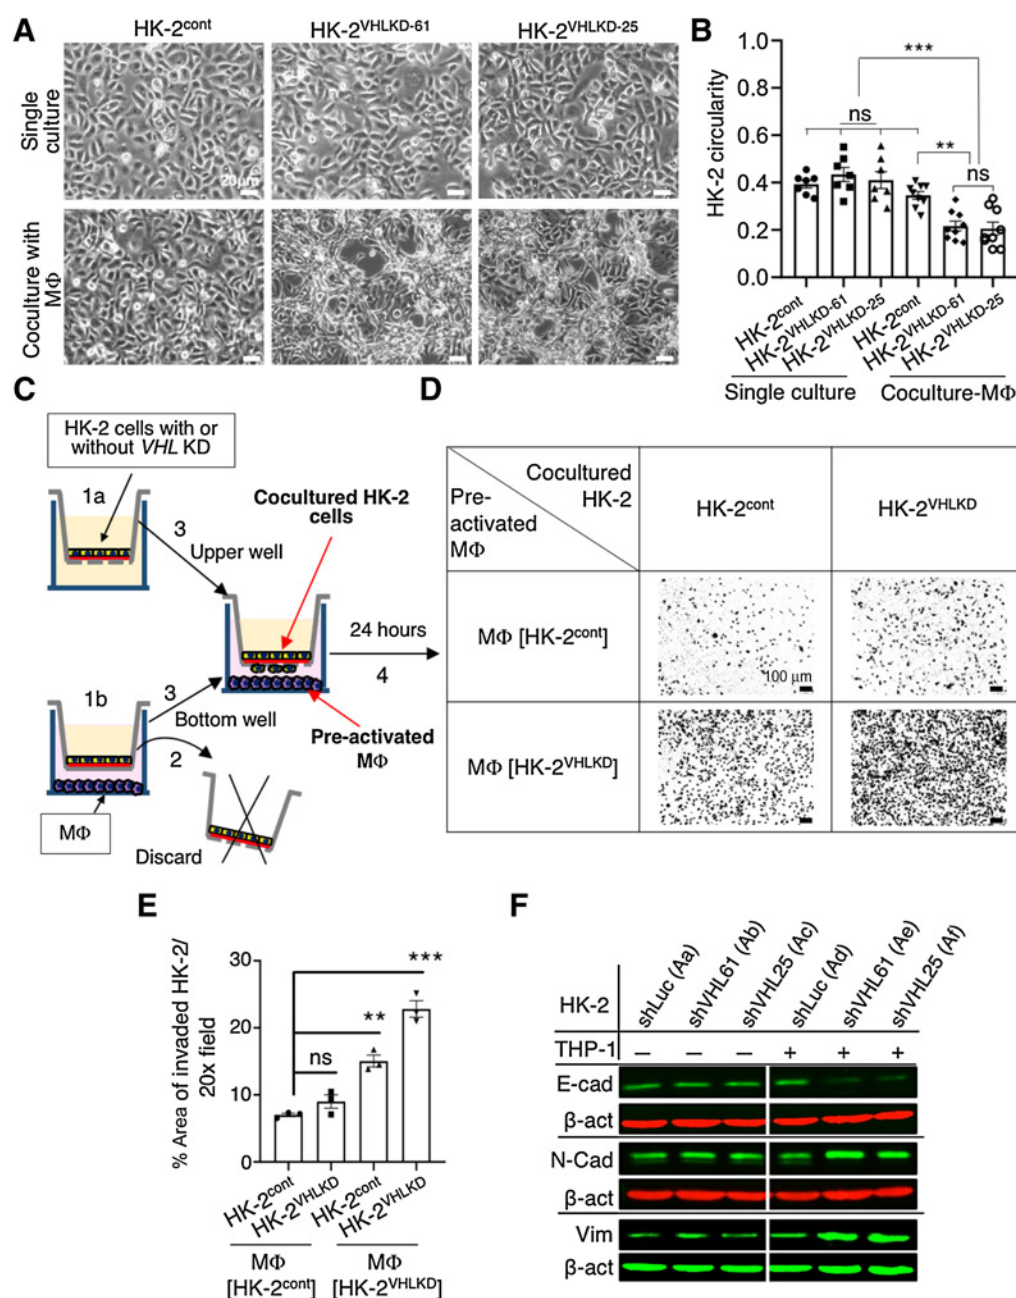 A
HK-2cont
HK-2VHLKD-61
HK-2VHLKD-25
Single
culture
20μm
Coculture with
MΦ
B
HK-2 circularity
1.0
0.8
0.6
0.4
0.2
0.0
***
ns
**
ns
HK-2cont
HK-2VHLKD-61
HK-2VHLKD-25
HK-2cont
HK-2VHLKD-61
HK-2VHLKD-25
Single culture
Coculture-MΦ
C
HK-2 cells with or
without VHL KD
1a
3
Upper well
Cocultured HK-2
cells
24 hours
4
1b
3
Bottom well
2
Pre-activated
MΦ
MΦ
Discard
D
Cocultured
HK-2
Pre-
activated
MΦ
HK-2cont
HK-2VHLKD
MΦ [HK-2cont]
100 μm
MΦ [HK-2VHLKD]
E
% Area of invaded HK-2/
20x field
30
20
10
0
***
**
ns
HK-2cont
HK-2VHLKD
HK-2cont
HK-2VHLKD
MΦ
[HK-2cont]
MΦ
[HK-2VHLKD]
F
HK-2
shLuc (Aa)
shVHL61 (Ab)
shVHL25 (Ac)
shLuc (Ad)
shVHL61 (Ae)
shVHL25 (Af)
THP-1
– – – + + +
E-cad
β-act
N-Cad
β-act
Vim
β-act